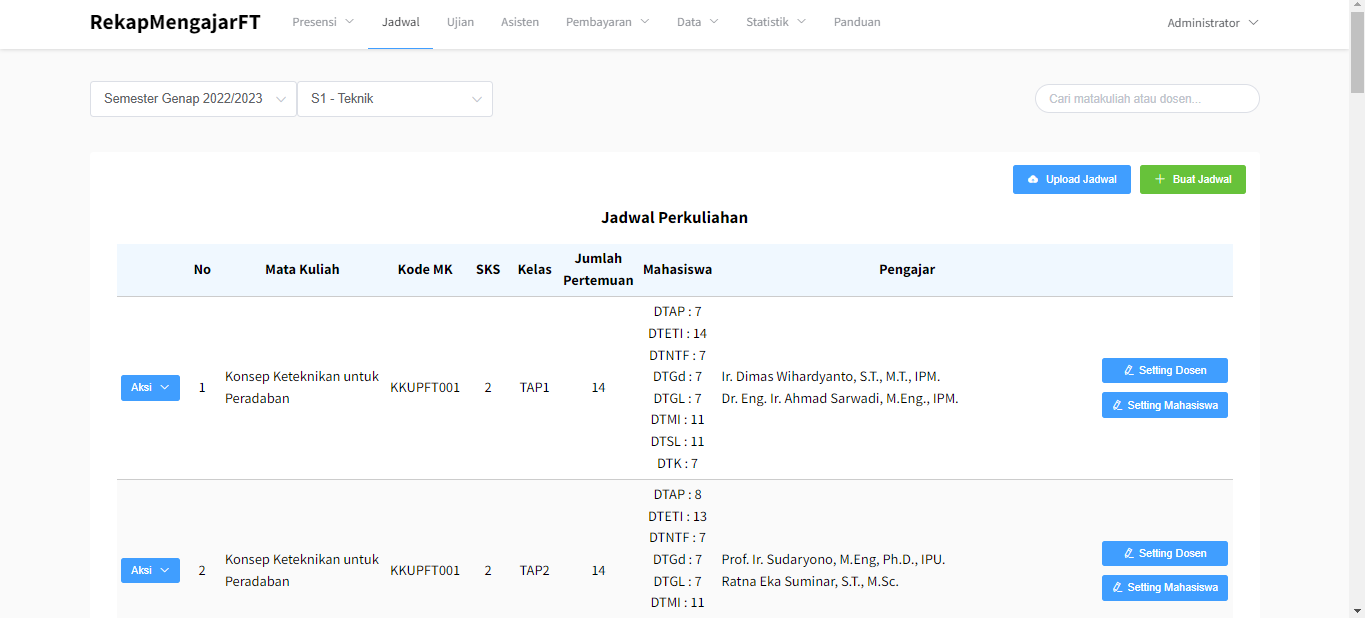 RekapMengajarFT Presensi Jadwal Ujian Asisten Pembayaran Data Statistik Panduan Administrator
Semester Genap 2022/2023 S1 - Teknik Cari matakuliah atau dosen...
Upload Jadwal Buat Jadwal
Jadwal Perkuliahan
No Mata Kuliah Kode MK SKS Kelas Jumlah Pertemuan Mahasiswa Pengajar
Aksi 1 Konsep Keteknikan untuk Peradaban KKUPFT001 2 TAP1 14
DTAP : 7
DTETI : 14
DTNTF : 7
DTGd : 7
DTGL : 7
DTMI : 11
DTSL : 11
DTK : 7
Ir. Dimas Wihardyanto, S.T., M.T., IPM.
Dr. Eng. Ir. Ahmad Sarwadi, M.Eng., IPM.
Setting Dosen
Setting Mahasiswa
Aksi 2 Konsep Keteknikan untuk Peradaban KKUPFT001 2 TAP2 14
DTAP : 8
DTETI : 13
DTNTF : 7
DTGd : 7
DTGL : 7
DTMI : 11
Prof. Ir. Sudaryono, M.Eng, Ph.D., IPU.
Ratna Eka Suminar, S.T., M.Sc.
Setting Dosen
Setting Mahasiswa